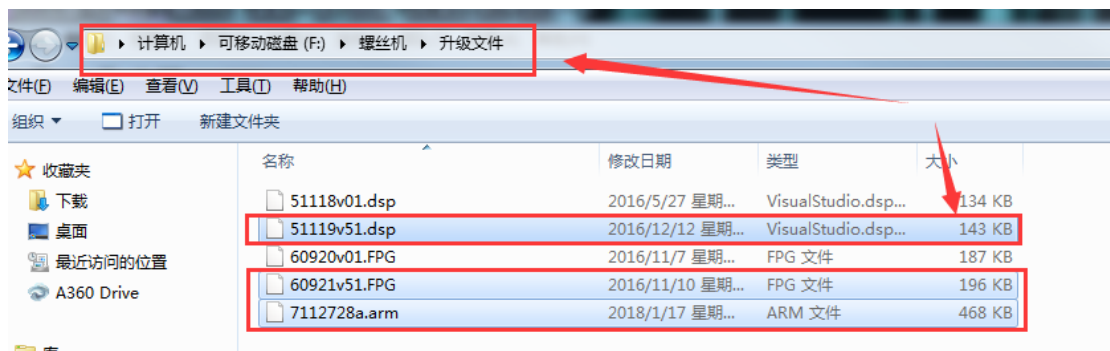 计算机 ▸ 可移动磁盘 (F:) ▸ 螺丝机 ▸ 升级文件
文件(F) 编辑(E) 查看(V) 工具(T) 帮助(H)
组织 打开 新建文件夹
名称 修改日期 类型 大小
收藏夹
下载
桌面
最近访问的位置
A360 Drive
51118v01.dsp 2016/5/27 星期... VisualStudio.dsp... 134 KB
51119v51.dsp 2016/12/12 星期... VisualStudio.dsp... 143 KB
60920v01.FPG 2016/11/7 星期... FPG 文件 187 KB
60921v51.FPG 2016/11/10 星期... FPG 文件 196 KB
7112728a.arm 2018/1/17 星期... ARM 文件 468 KB